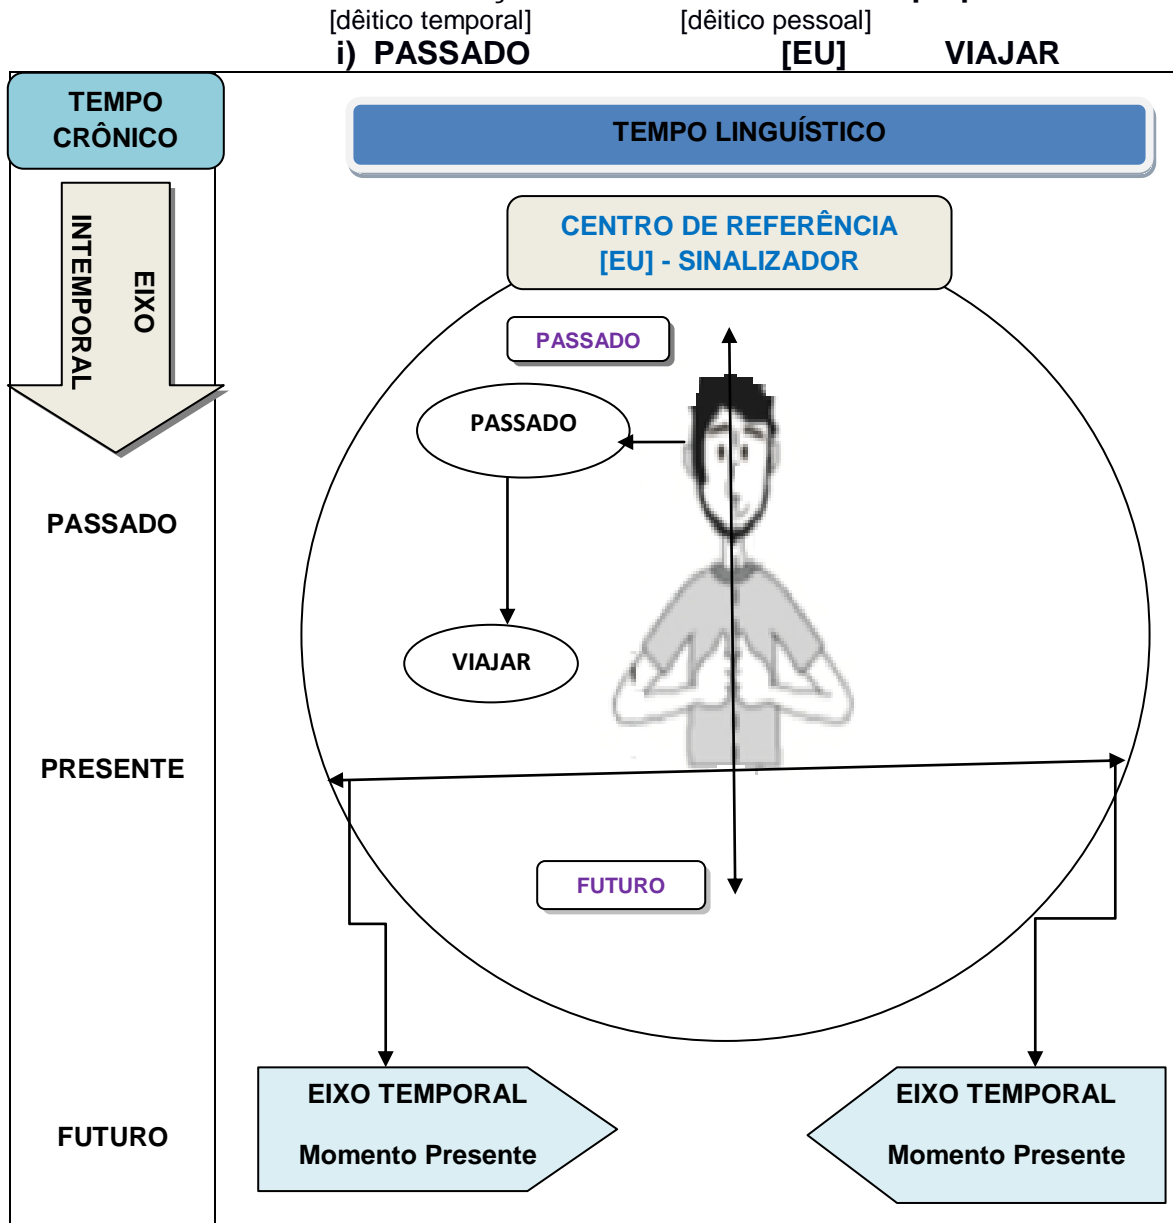 [dêitico temporal] [dêitico pessoal]
i) PASSADO [EU] VIAJAR
TEMPO
CRÔNICO
TEMPO LINGUÍSTICO
EIXO
INTEMPORAL
CENTRO DE REFERÊNCIA
[EU] - SINALIZADOR
PASSADO
PASSADO
PASSADO
VIAJAR
PRESENTE
FUTURO
EIXO TEMPORAL
Momento Presente
EIXO TEMPORAL
Momento Presente
FUTURO